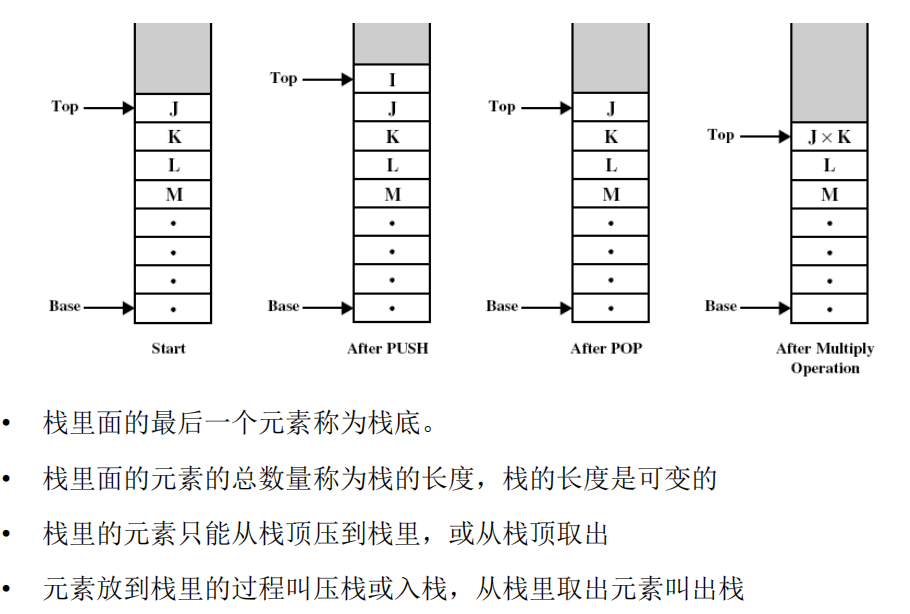 Top
J
K
L
M
•
•
•
Base
•
Start
Top
I
J
K
L
M
•
•
•
Base
•
After PUSH
Top
J
K
L
M
•
•
•
Base
•
After POP
Top
J × K
L
M
•
•
•
Base
•
After Multiply
Operation
• 栈里面的最后一个元素称为栈底。
• 栈里面的元素的总数量称为栈的长度，栈的长度是可变的
• 栈里的元素只能从栈顶压到栈里，或从栈顶取出
• 元素放到栈里的过程叫压栈或入栈，从栈里取出元素叫出栈